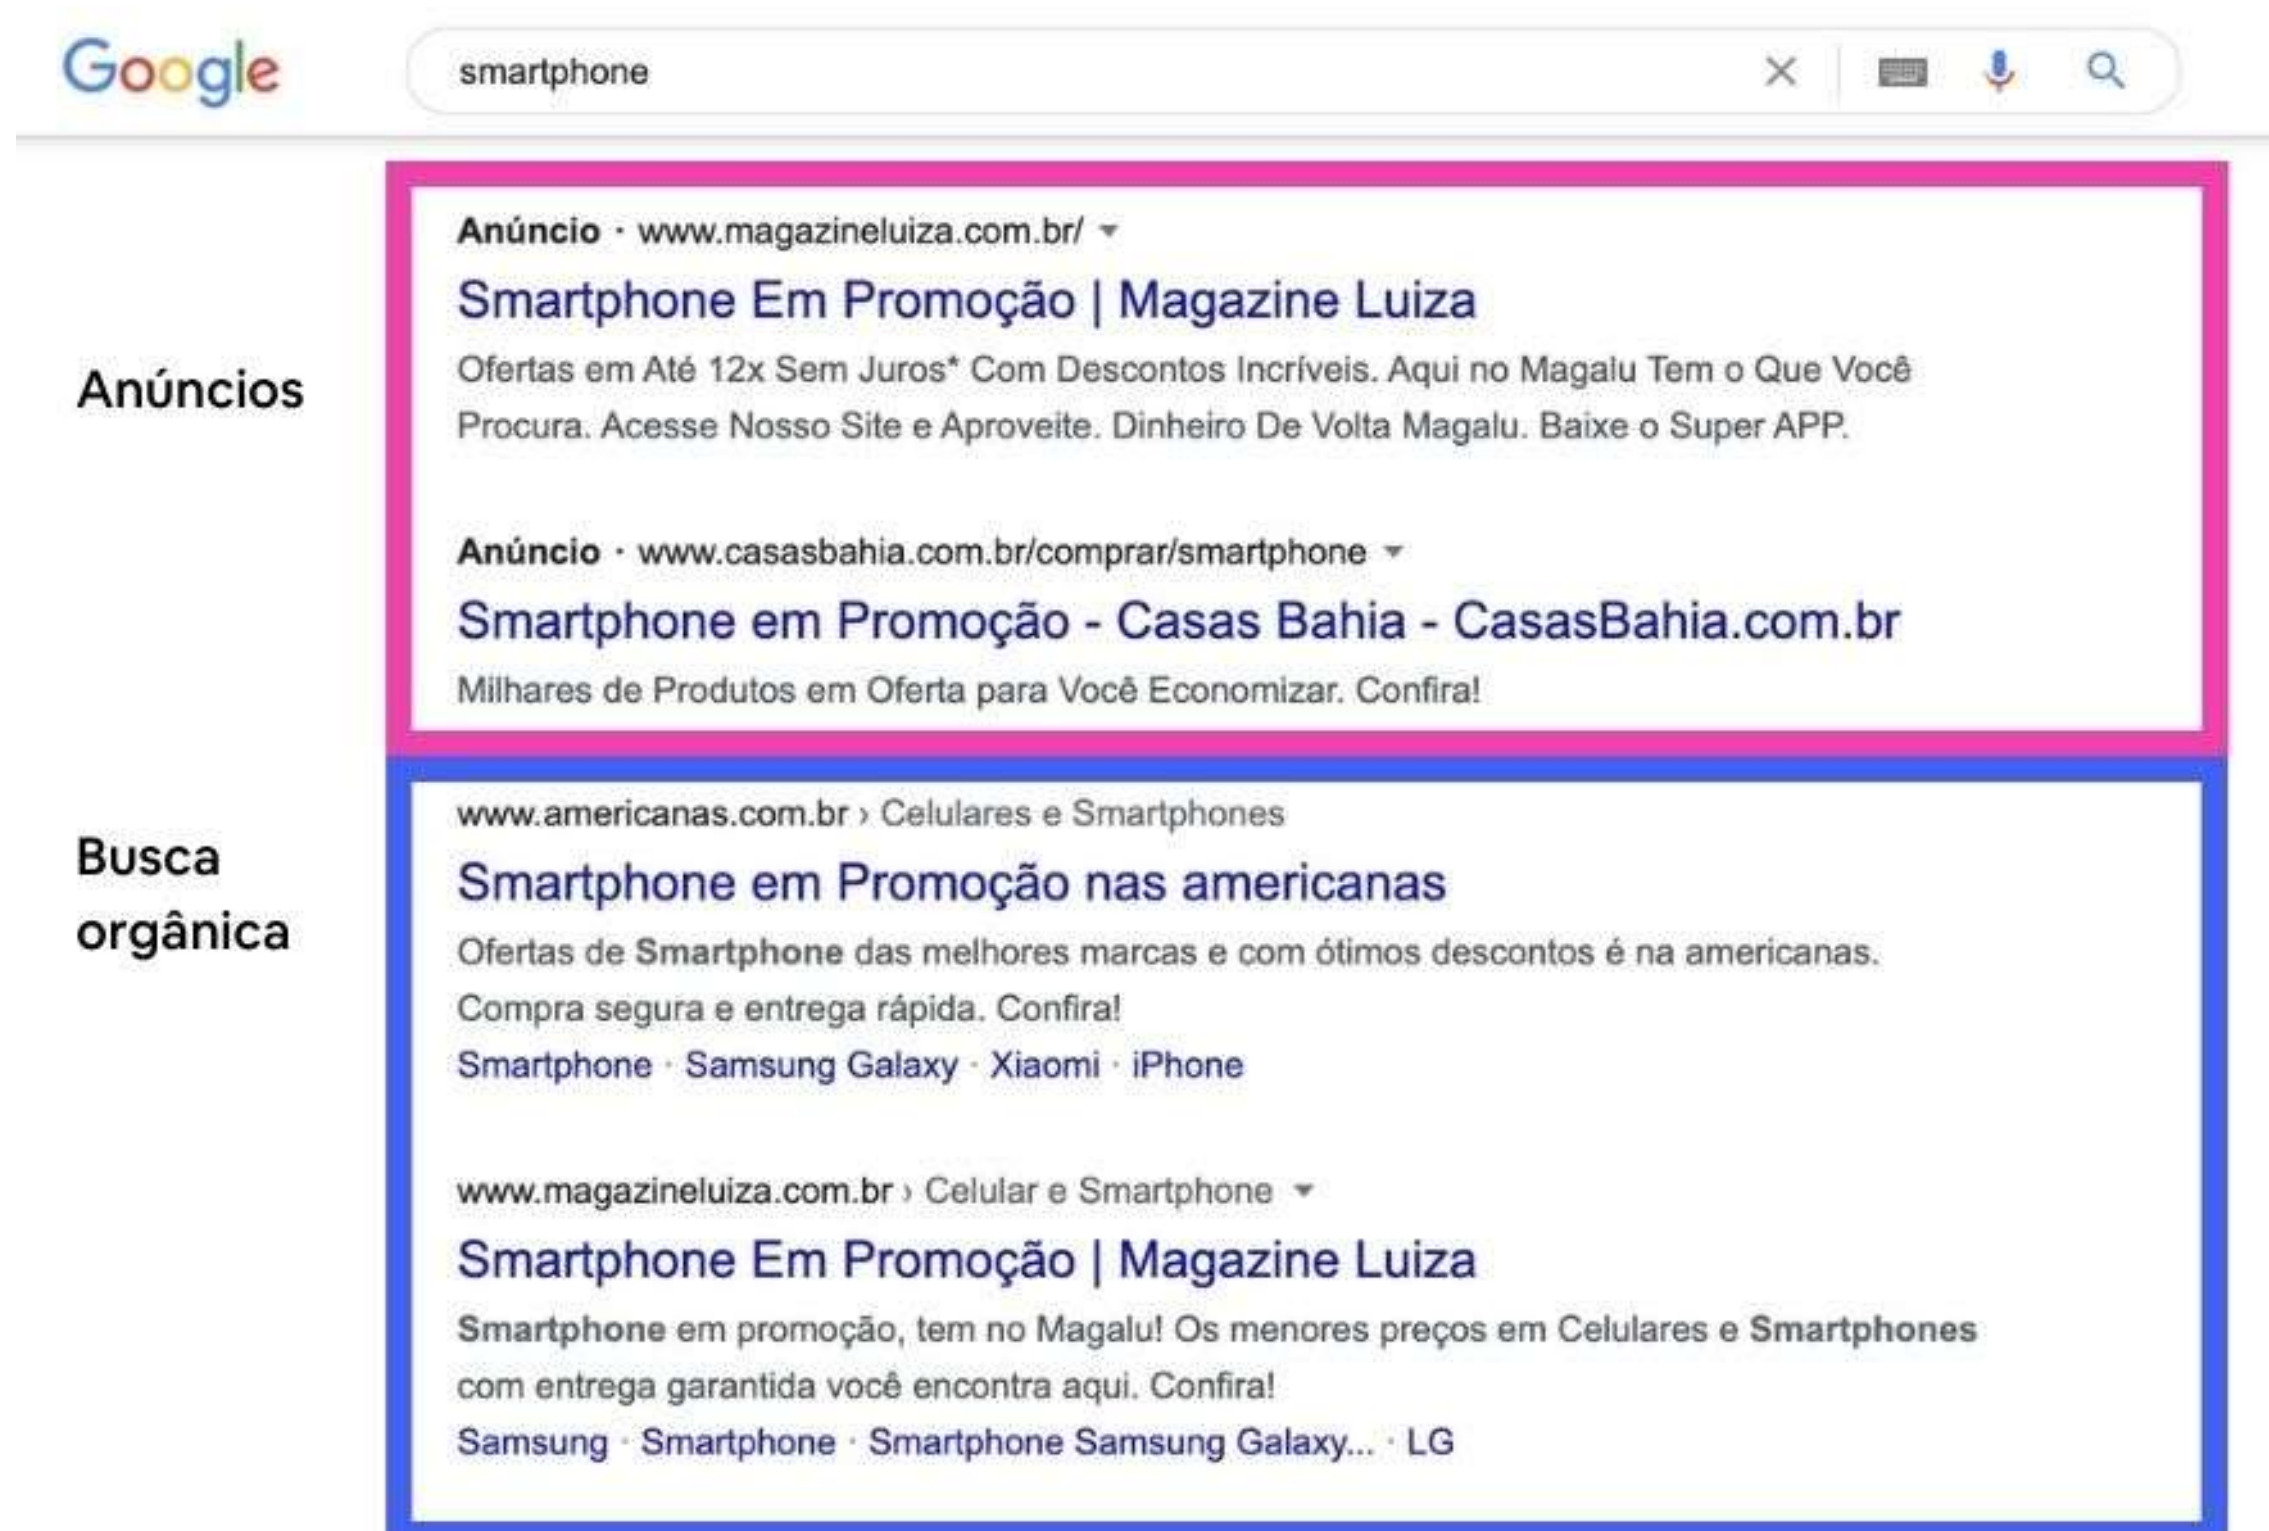 Google
smartphone
Anúncios
Anúncio · www.magazineluiza.com.br/
Smartphone Em Promoção | Magazine Luiza
Ofertas em Até 12x Sem Juros* Com Descontos Incríveis. Aqui no Magalu Tem o Que Você
Procura. Acesse Nosso Site e Aproveite. Dinheiro De Volta Magalu. Baixe o Super APP.
Anúncio · www.casasbahia.com.br/comprar/smartphone
Smartphone em Promoção - Casas Bahia - CasasBahia.com.br
Milhares de Produtos em Oferta para Você Economizar. Confira!
Busca
orgânica
www.americanas.com.br › Celulares e Smartphones
Smartphone em Promoção nas americanas
Ofertas de Smartphone das melhores marcas e com ótimos descontos é na americanas.
Compra segura e entrega rápida. Confira!
Smartphone · Samsung Galaxy · Xiaomi · iPhone
www.magazineluiza.com.br › Celular e Smartphone
Smartphone Em Promoção | Magazine Luiza
Smartphone em promoção, tem no Magalu! Os menores preços em Celulares e Smartphones
com entrega garantida você encontra aqui. Confira!
Samsung · Smartphone · Smartphone Samsung Galaxy... · LG